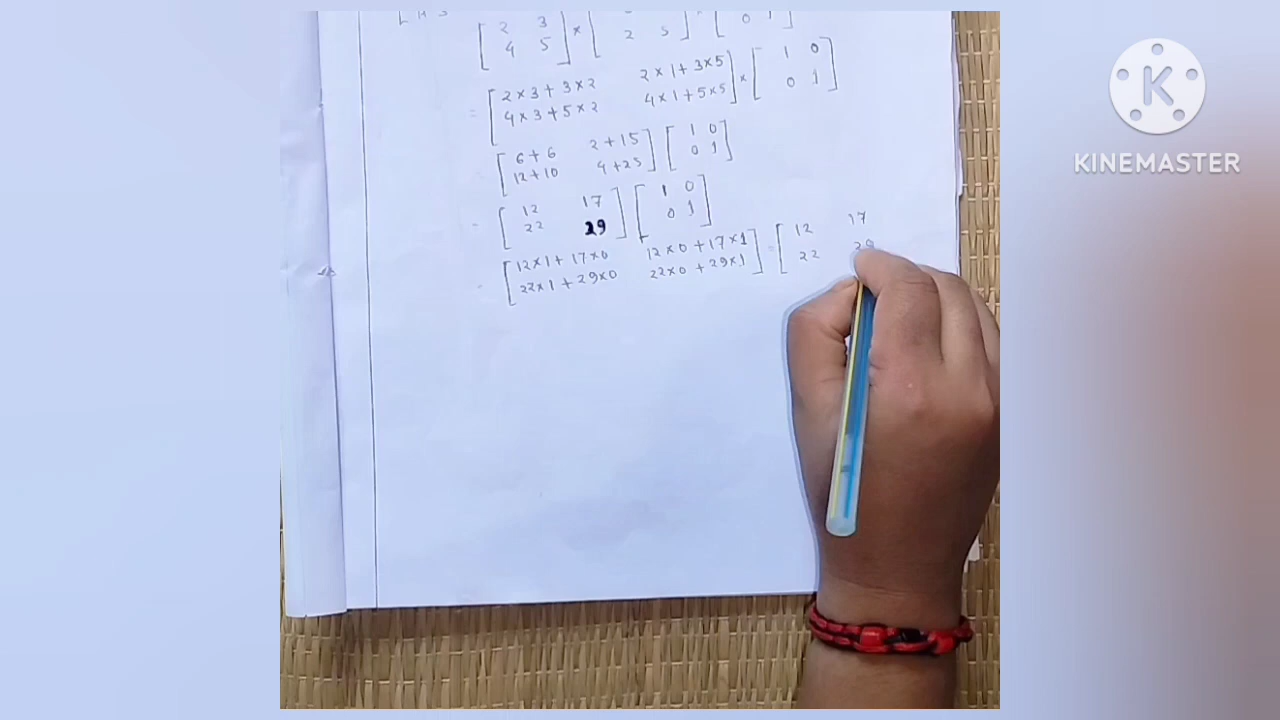 L H S
[2 3
4 5] × [
2 5] × [
0 1]
= [2×3+3×2 2×1+3×5
4×3+5×2 4×1+5×5] × [1 0
0 1]
= [6+6 2+15
12+10 4+25] [1 0
0 1]
= [12 17
22 29] [1 0
0 1]
= [12×1+17×0 12×0+17×1
22×1+29×0 22×0+29×1] = [12 17
22 29
K
KINEMASTER